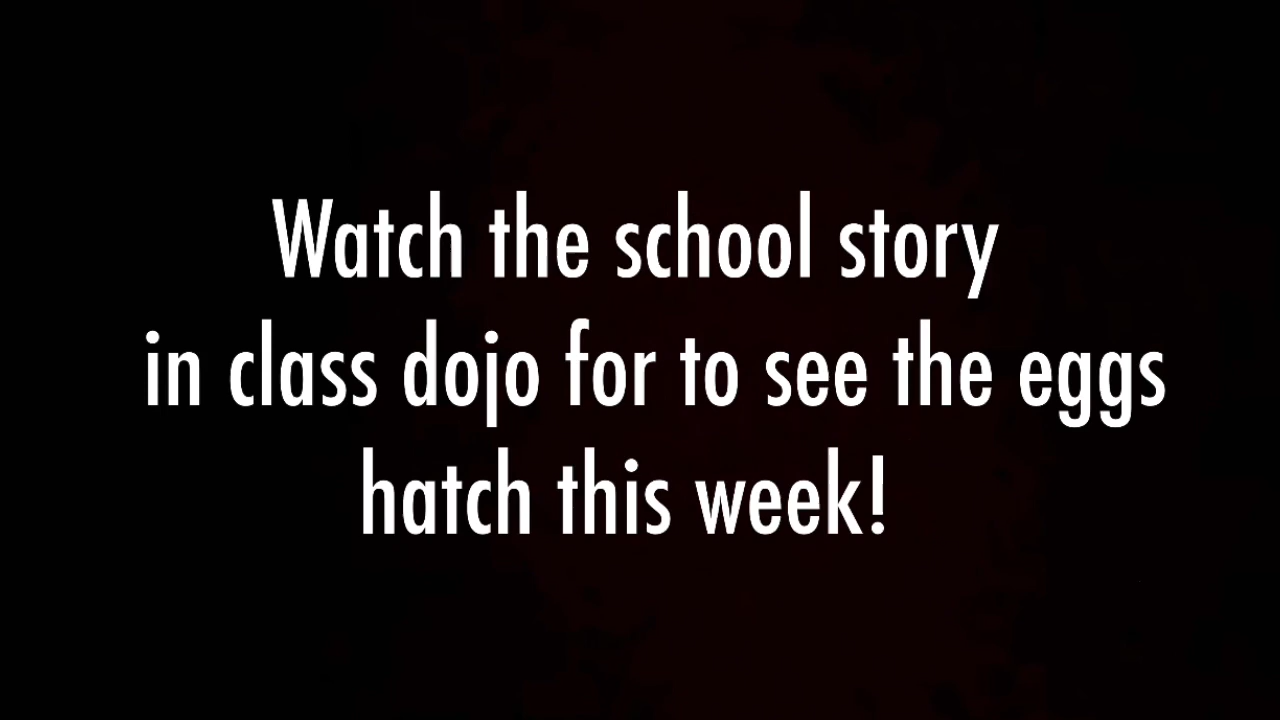 Watch the school story
in class dojo for to see the eggs
hatch this week!